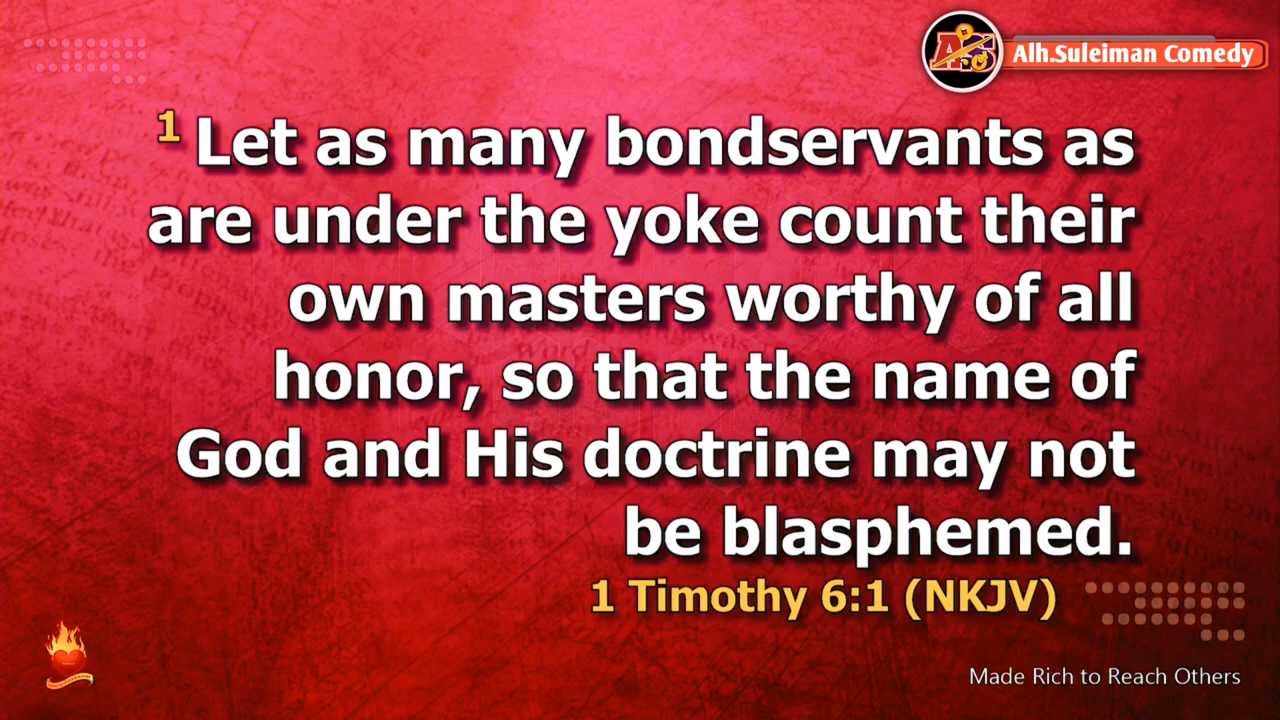 Alh.Suleiman Comedy
1 Let as many bondservants as
are under the yoke count their
own masters worthy of all
honor, so that the name of
God and His doctrine may not
be blasphemed.
1 Timothy 6:1 (NKJV)
Made Rich to Reach Others